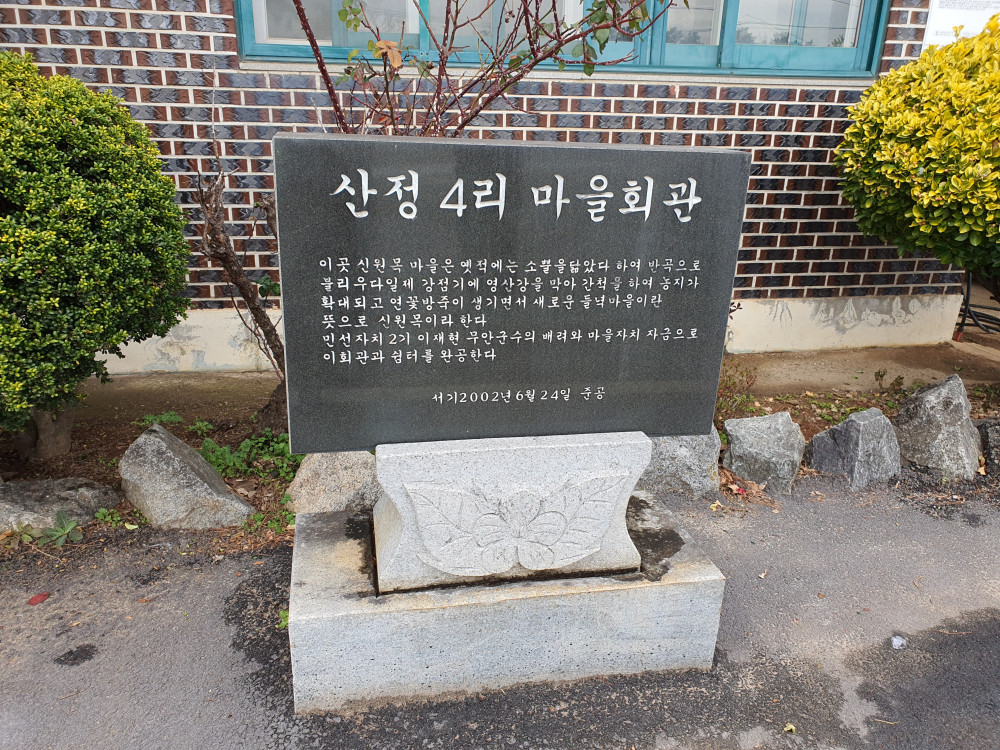 산정 4리 마을회관
이곳 신원목 마을은 옛적에는 소뿔을닮았다 하여 반곡으로
불리우다일제 강점기에 영산강을 막아 간척을 하여 농지가
확대되고 연꽃방죽이 생기면서 새로운 들녘마을이란
뜻으로 신원목이라 한다
민선자치 2기 이재현 무안군수의 배려와 마을자치 자금으로
이회관과 쉼터를 완공한다
서기2002년6월24일 준공